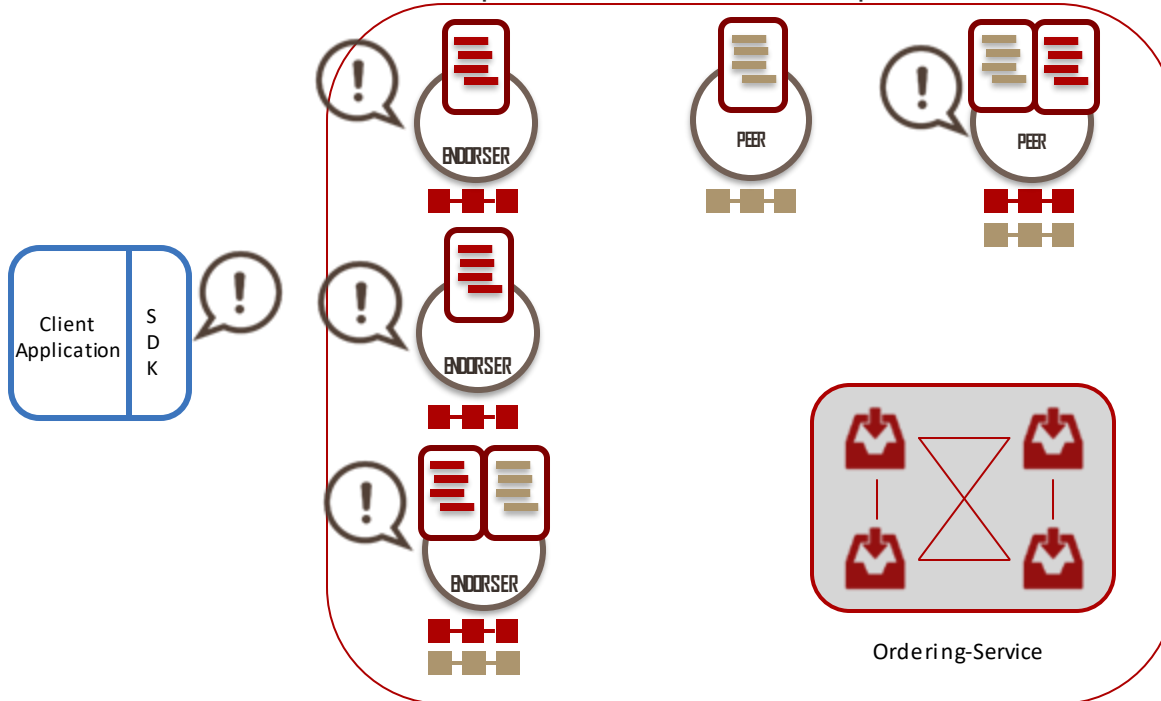 ENDORSER
PEER
PEER
Client
Application
S
D
K
ENDORSER
ENDORSER
Ordering-Service